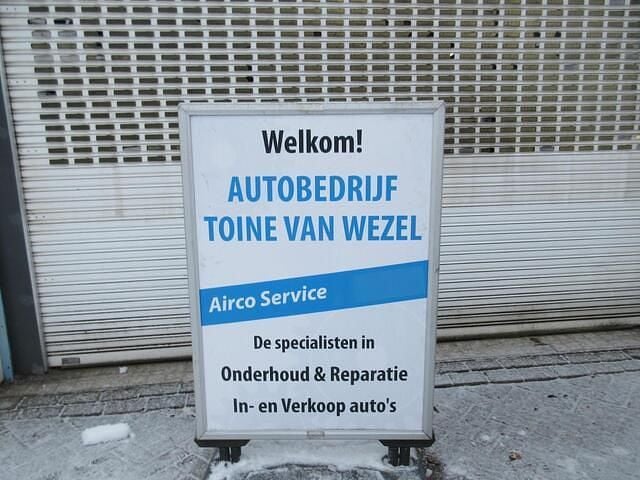 Welkom!
AUTOBEDRIJF
TOINE VAN WEZEL
Airco Service
De specialisten in
Onderhoud & Reparatie
In- en Verkoop auto's